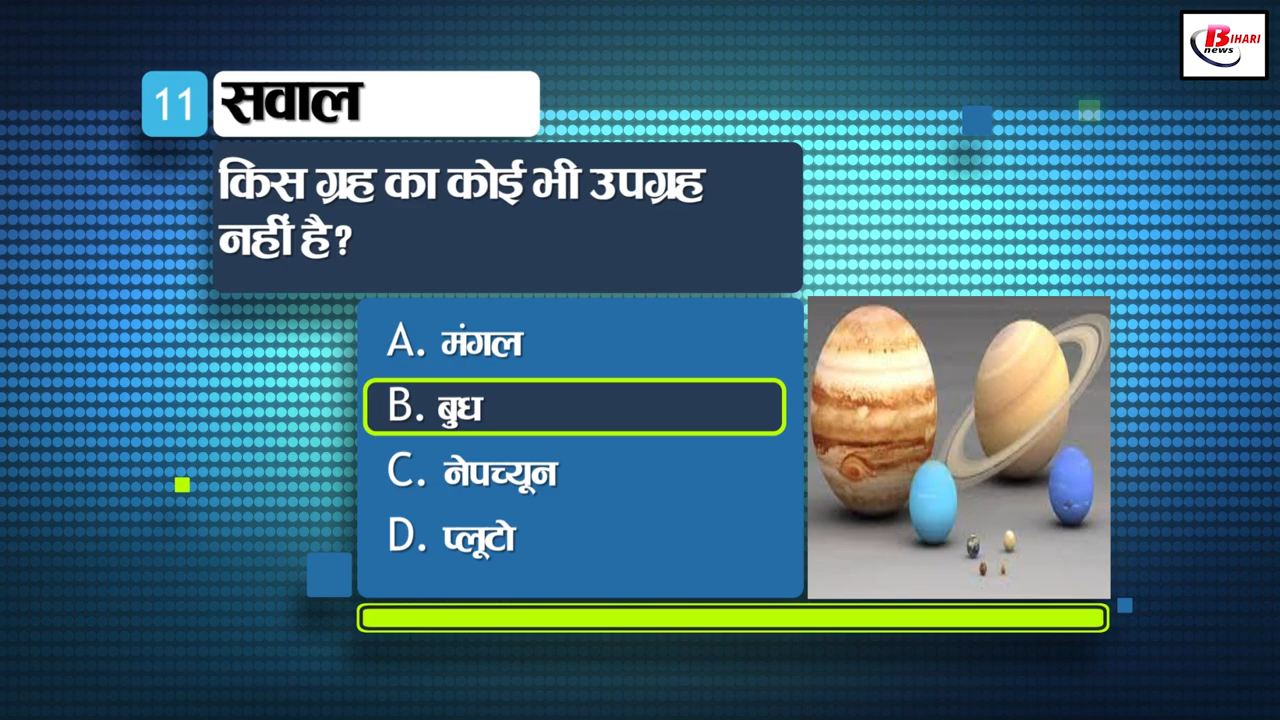 BIHARI
news
11 सवाल
किस ग्रह का कोई भी उपग्रह
नहीं है?
A. मंगल
B. बुध
C. नेपच्यून
D. प्लूटो